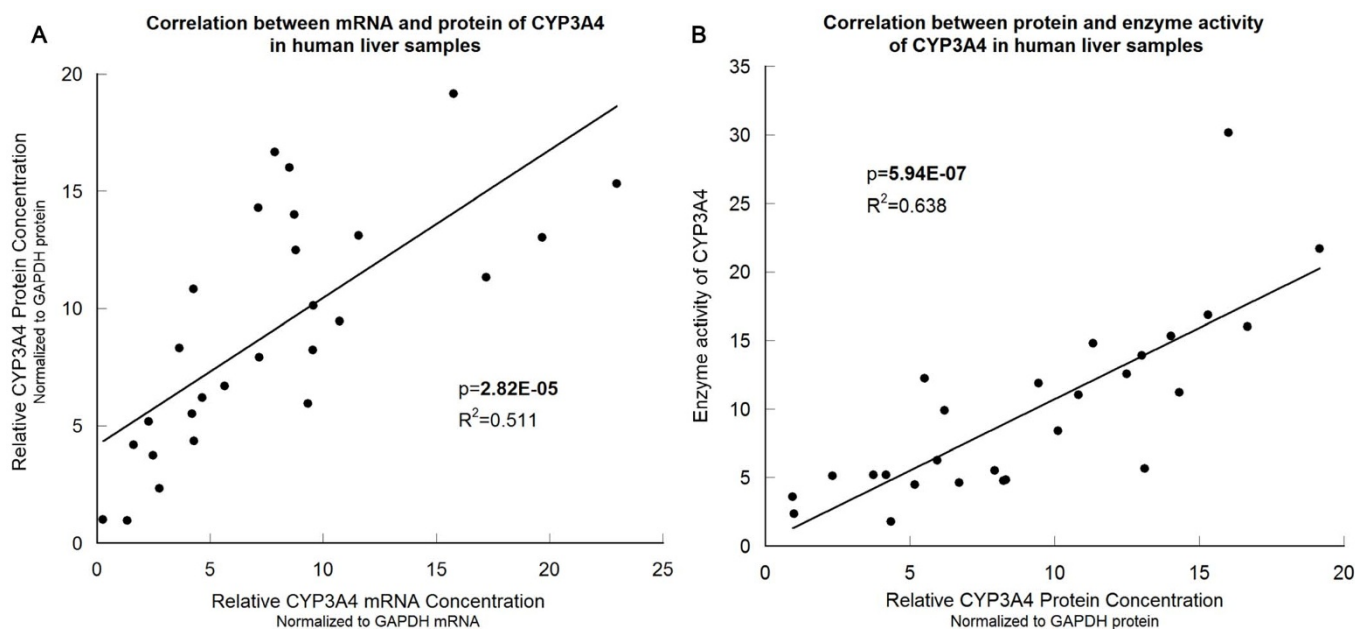 A
Correlation between mRNA and protein of CYP3A4
in human liver samples
20
15
10
5
0
Relative CYP3A4 Protein Concentration
Normalized to GAPDH protein
p=2.82E-05
R²=0.511
0 5 10 15 20 25
Relative CYP3A4 mRNA Concentration
Normalized to GAPDH mRNA
B
Correlation between protein and enzyme activity
of CYP3A4 in human liver samples
35
30
25
20
15
10
5
0
Enzyme activity of CYP3A4
p=5.94E-07
R²=0.638
0 5 10 15 20
Relative CYP3A4 Protein Concentration
Normalized to GAPDH protein